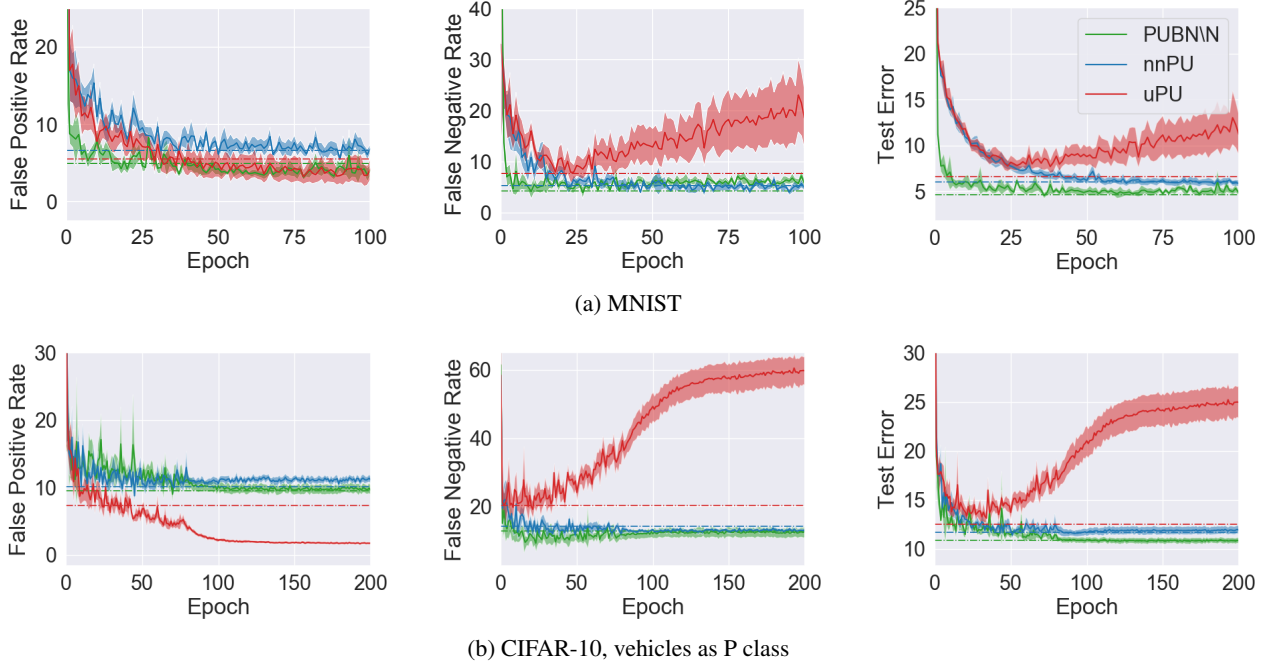 False Positive Rate
20
10
0
0 25 50 75 100
Epoch
False Negative Rate
40
30
20
10
0
0 25 50 75 100
Epoch
Test Error
25
20
15
10
5
0 25 50 75 100
Epoch
PUBN\N
nnPU
uPU
(a) MNIST
False Positive Rate
30
20
10
0
0 50 100 150 200
Epoch
False Negative Rate
60
40
20
0 50 100 150 200
Epoch
Test Error
30
25
20
15
10
0 50 100 150 200
Epoch
(b) CIFAR-10, vehicles as P class